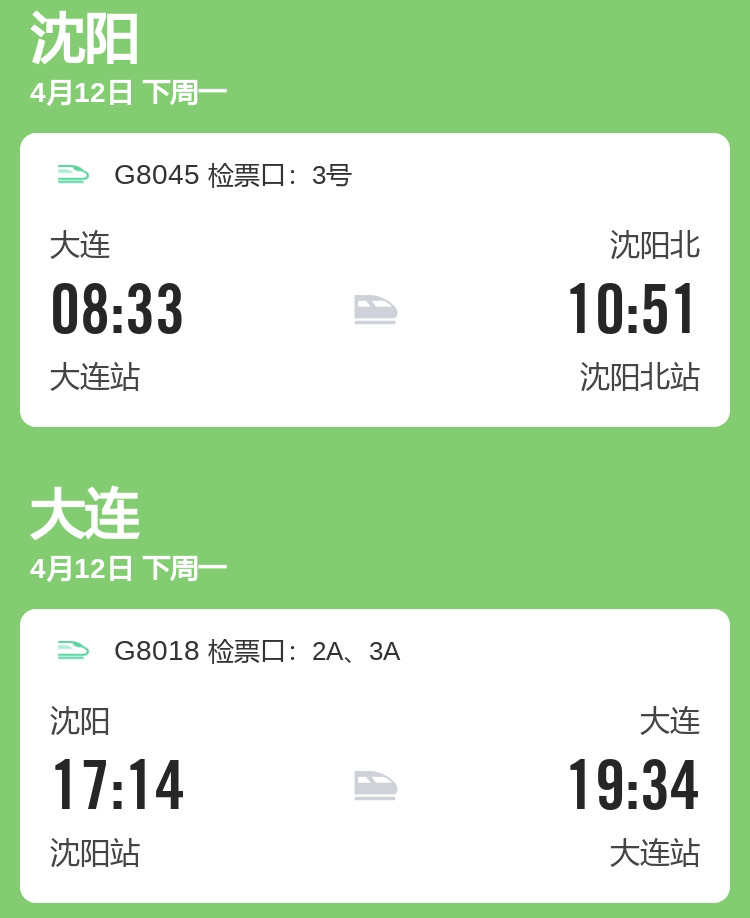 沈阳
4月12日 下周一
G8045 检票口：3号
大连 沈阳北
08:33 10:51
大连站 沈阳北站
大连
4月12日 下周一
G8018 检票口：2A、3A
沈阳 大连
17:14 19:34
沈阳站 大连站